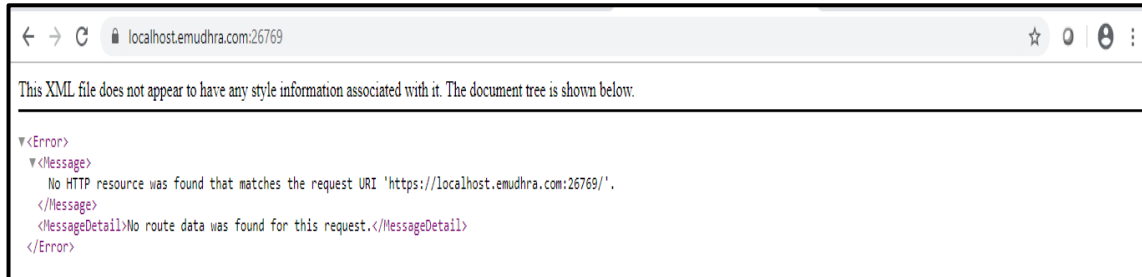 localhost.emudhra.com:26769
This XML file does not appear to have any style information associated with it. The document tree is shown below.
▼<Error>
▼<Message>
No HTTP resource was found that matches the request URI 'https://localhost.emudhra.com:26769/'.
</Message>
<MessageDetail>No route data was found for this request.</MessageDetail>
</Error>